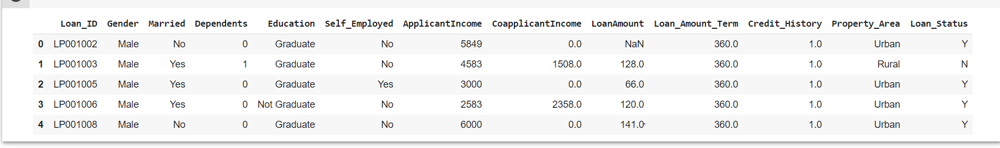 Loan_ID Gender Married Dependents Education Self_Employed ApplicantIncome CoapplicantIncome LoanAmount Loan_Amount_Term Credit_History Property_Area Loan_Status
0 LP001002 Male No 0 Graduate No 5849 0.0 NaN 360.0 1.0 Urban Y
1 LP001003 Male Yes 1 Graduate No 4583 1508.0 128.0 360.0 1.0 Rural N
2 LP001005 Male Yes 0 Graduate Yes 3000 0.0 66.0 360.0 1.0 Urban Y
3 LP001006 Male Yes 0 Not Graduate No 2583 2358.0 120.0 360.0 1.0 Urban Y
4 LP001008 Male No 0 Graduate No 6000 0.0 141.0 360.0 1.0 Urban Y